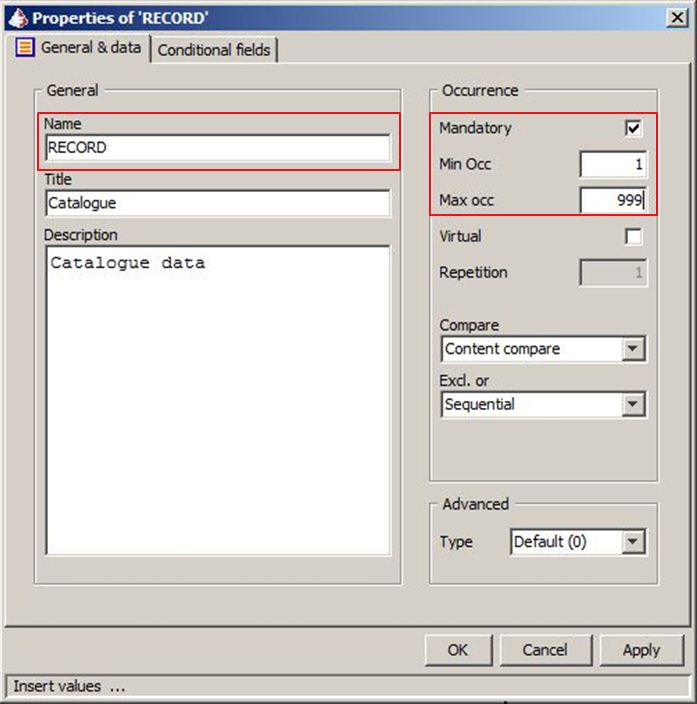 Properties of 'RECORD'
General & data
Conditional fields
General
Name
RECORD
Title
Catalogue
Description
Catalogue data
Occurrence
Mandatory
Min Occ 1
Max occ 999
Virtual
Repetition 1
Compare
Content compare
Excl. or
Sequential
Advanced
Type Default (0)
OK
Cancel
Apply
Insert values ...